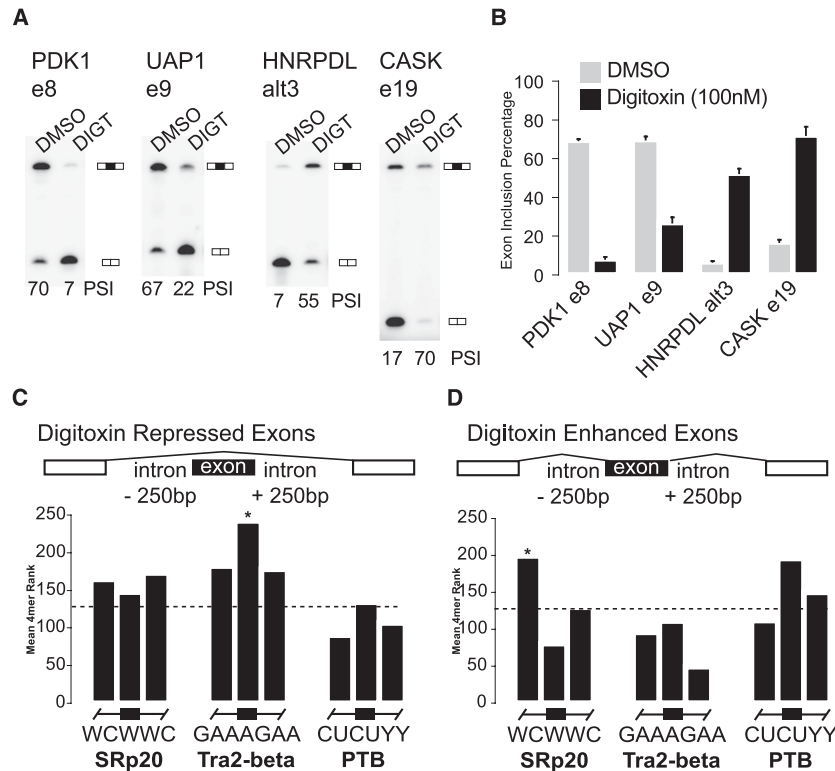 A
PDK1
e8
UAP1
e9
HNRPDL
alt3
CASK
e19
DMSO
DIGT
DMSO
DIGT
DMSO
DIGT
DMSO
DIGT
70 7 PSI
67 22 PSI
7 55 PSI
17 70 PSI
B
DMSO
Digitoxin (100nM)
Exon Inclusion Percentage
100
80
60
40
20
0
PDK1 e8
UAP1 e9
HNRPDL alt3
CASK e19
C
Digitoxin Repressed Exons
intron exon intron
- 250bp + 250bp
Mean 4mer Rank
250
200
150
100
50
0
*
WCWWC GAAAGAA CUCUYY
SRp20 Tra2-beta PTB
D
Digitoxin Enhanced Exons
intron exon intron
- 250bp + 250bp
Mean 4mer Rank
250
200
150
100
50
0
*
WCWWC GAAAGAA CUCUYY
SRp20 Tra2-beta PTB